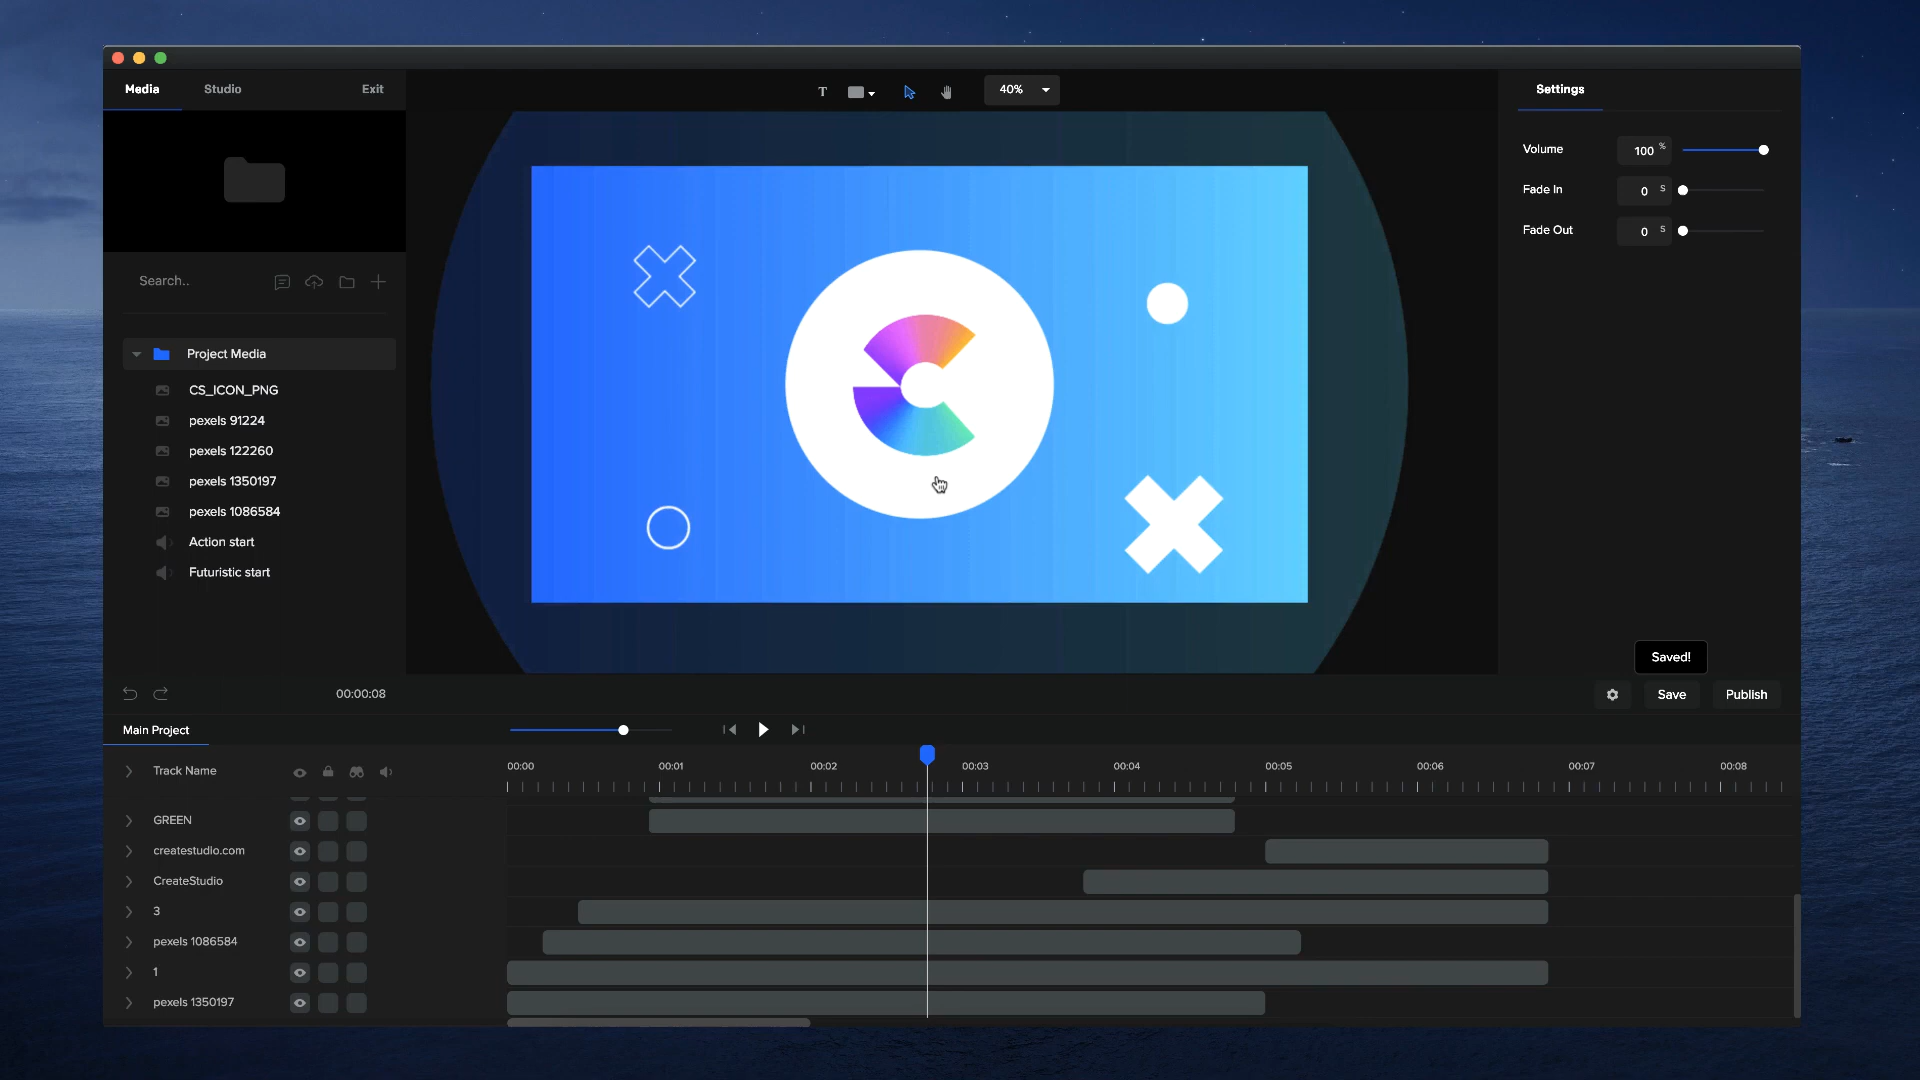 Media Studio Exit
T 40%
Settings
Volume 100 %
Fade In 0 S
Fade Out 0 S
Search..
Project Media
CS_ICON_PNG
pexels 91224
pexels 122260
pexels 1350197
pexels 1086584
Action start
Futuristic start
Saved!
00:00:08
Save Publish
Main Project
Track Name
00:00 00:01 00:02 00:03 00:04 00:05 00:06 00:07 00:08
GREEN
createstudio.com
CreateStudio
3
pexels 1086584
1
pexels 1350197